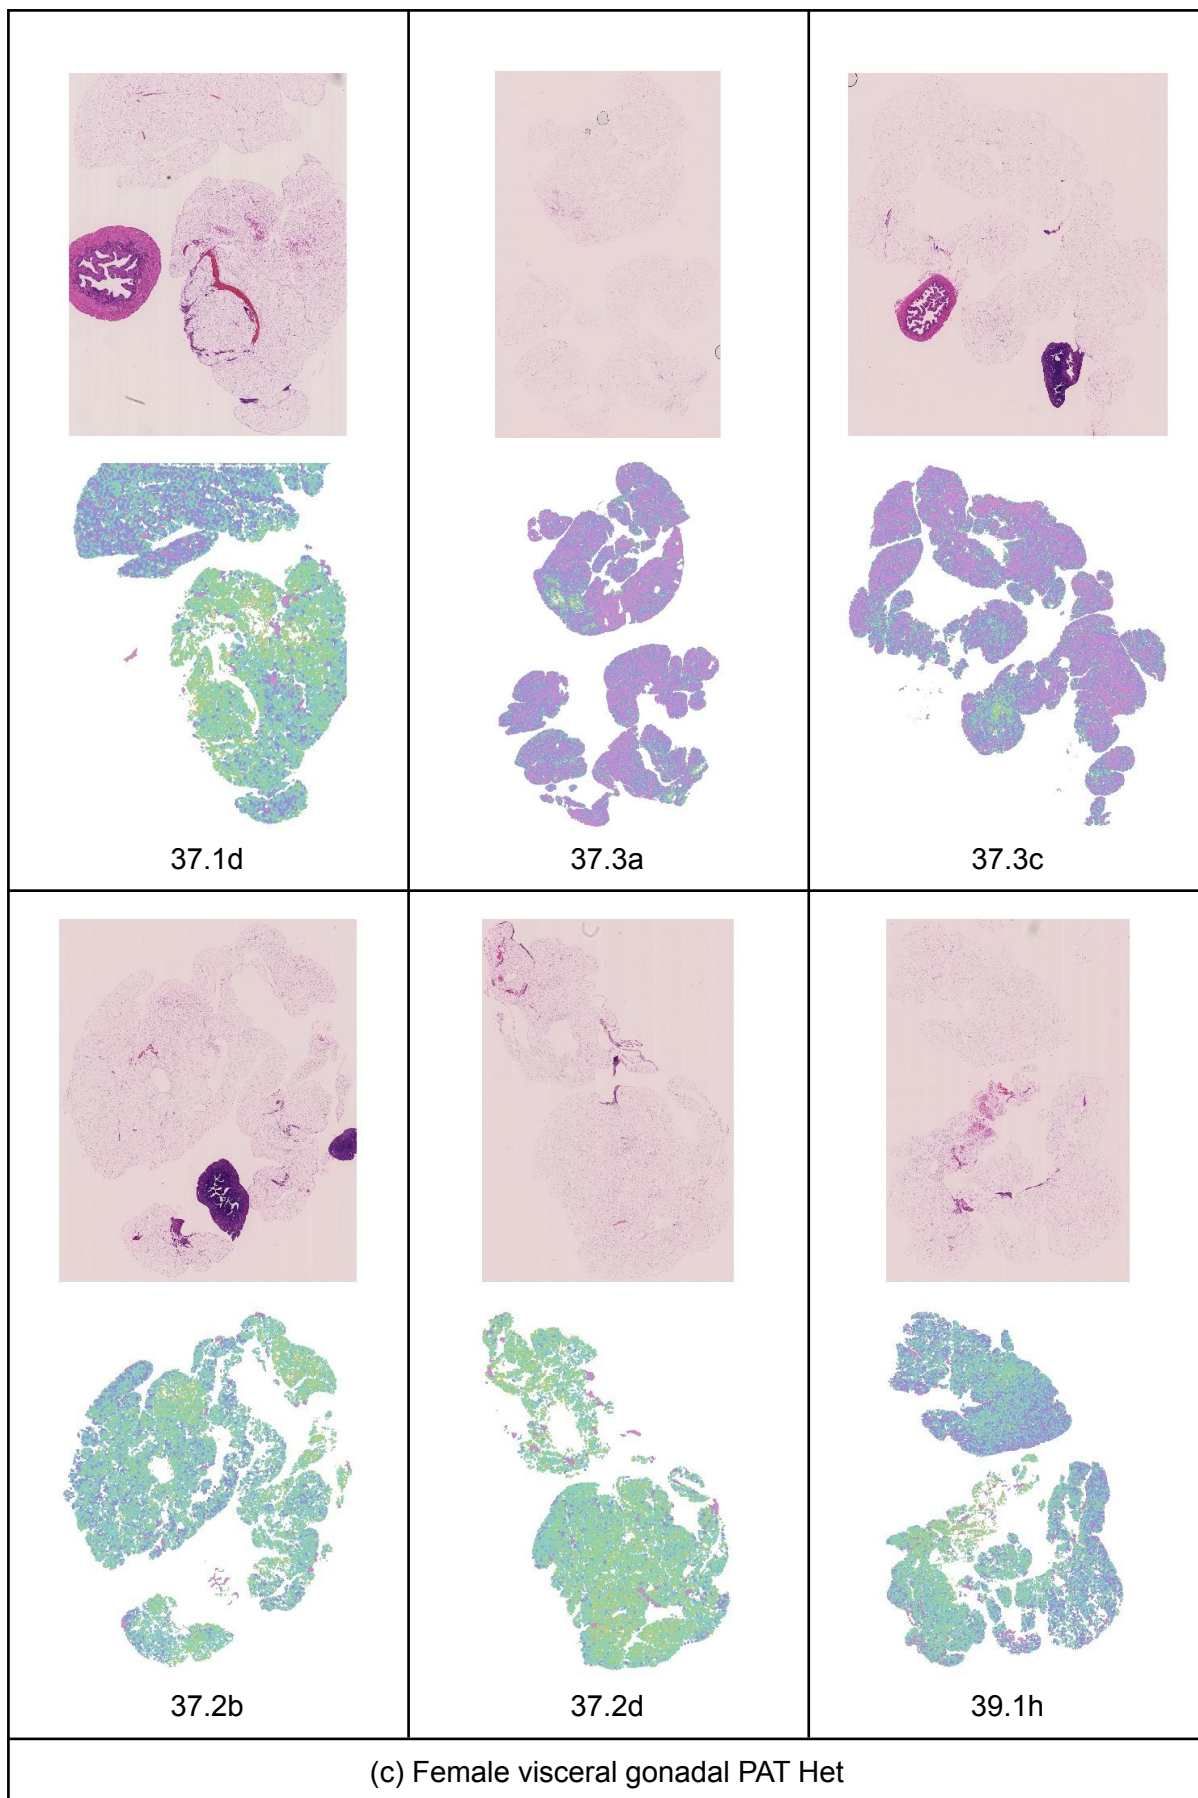 37.1d
37.3a
37.3c
37.2b
37.2d
39.1h
(c) Female visceral gonadal PAT Het